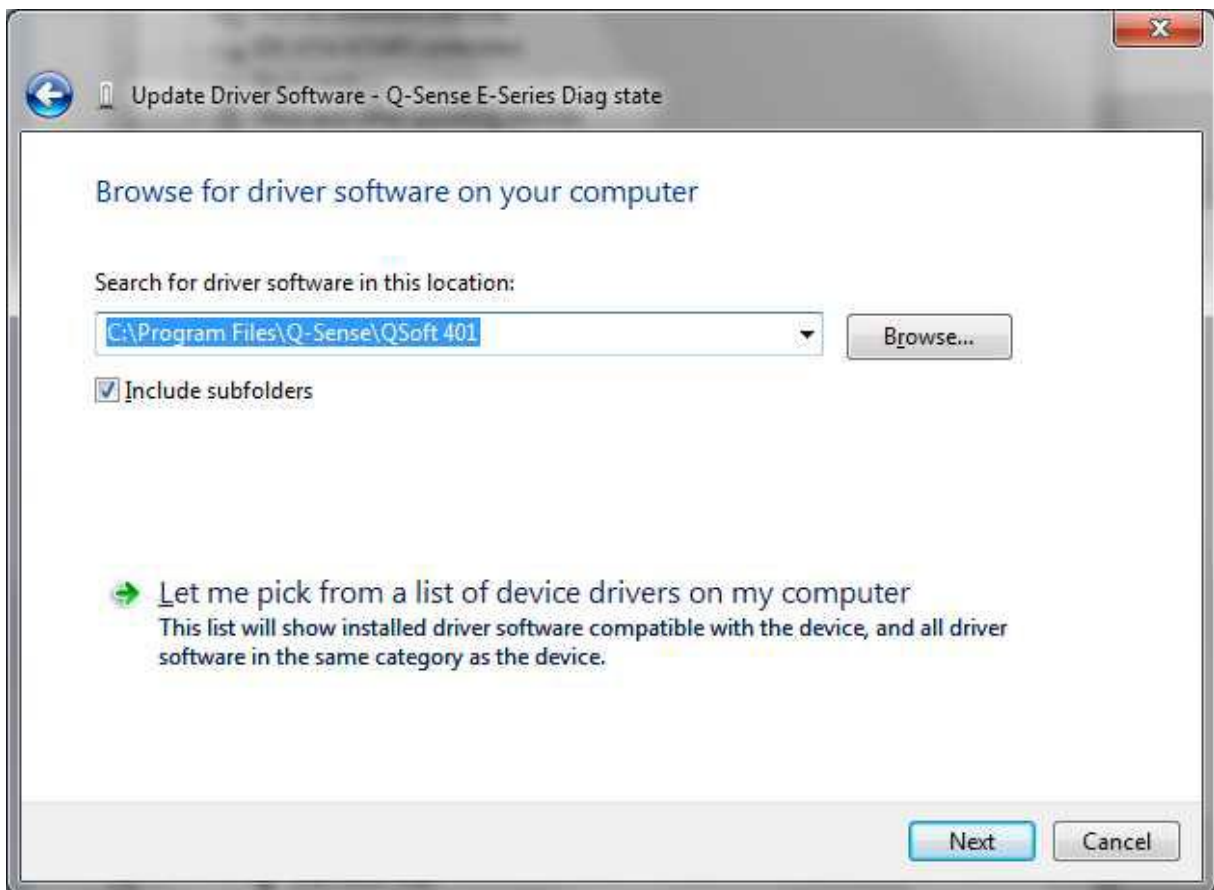 Update Driver Software - Q-Sense E-Series Diag state
Browse for driver software on your computer
Search for driver software in this location:
C:\Program Files\Q-Sense\QSoft 401
Browse...
Include subfolders
Let me pick from a list of device drivers on my computer
This list will show installed driver software compatible with the device, and all driver
software in the same category as the device.
Next
Cancel